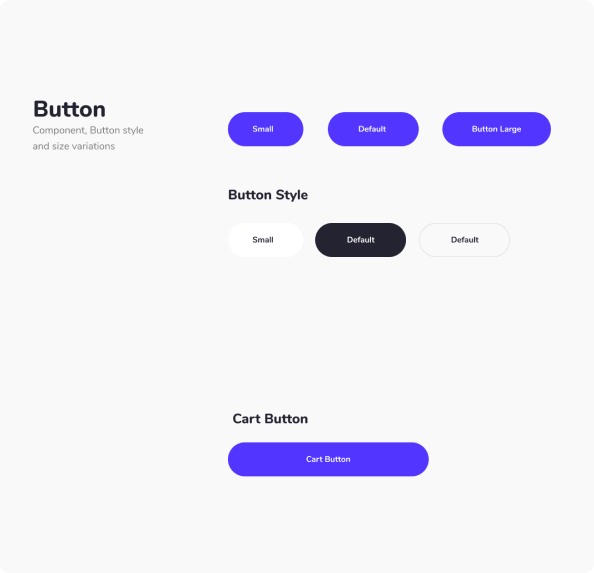 Button
Component, Button style
and size variations
Small
Default
Button Large
Button Style
Small
Default
Default
Cart Button
Cart Button